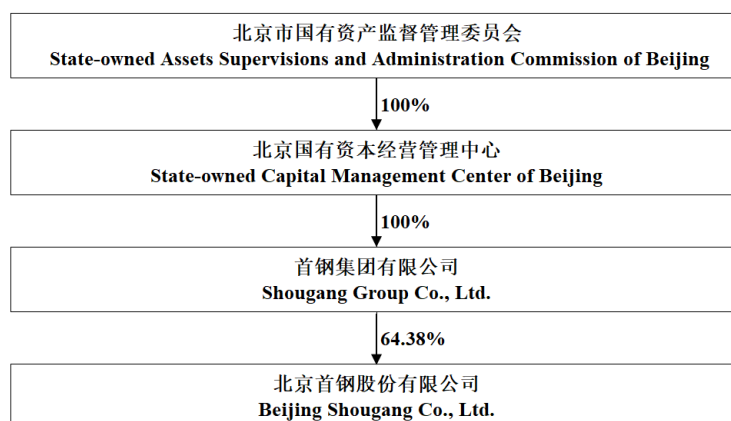 北京市国有资产监督管理委员会
State-owned Assets Supervisions and Administration Commission of Beijing
100%
北京国有资本经营管理中心
State-owned Capital Management Center of Beijing
100%
首钢集团有限公司
Shougang Group Co., Ltd.
64.38%
北京首钢股份有限公司
Beijing Shougang Co., Ltd.